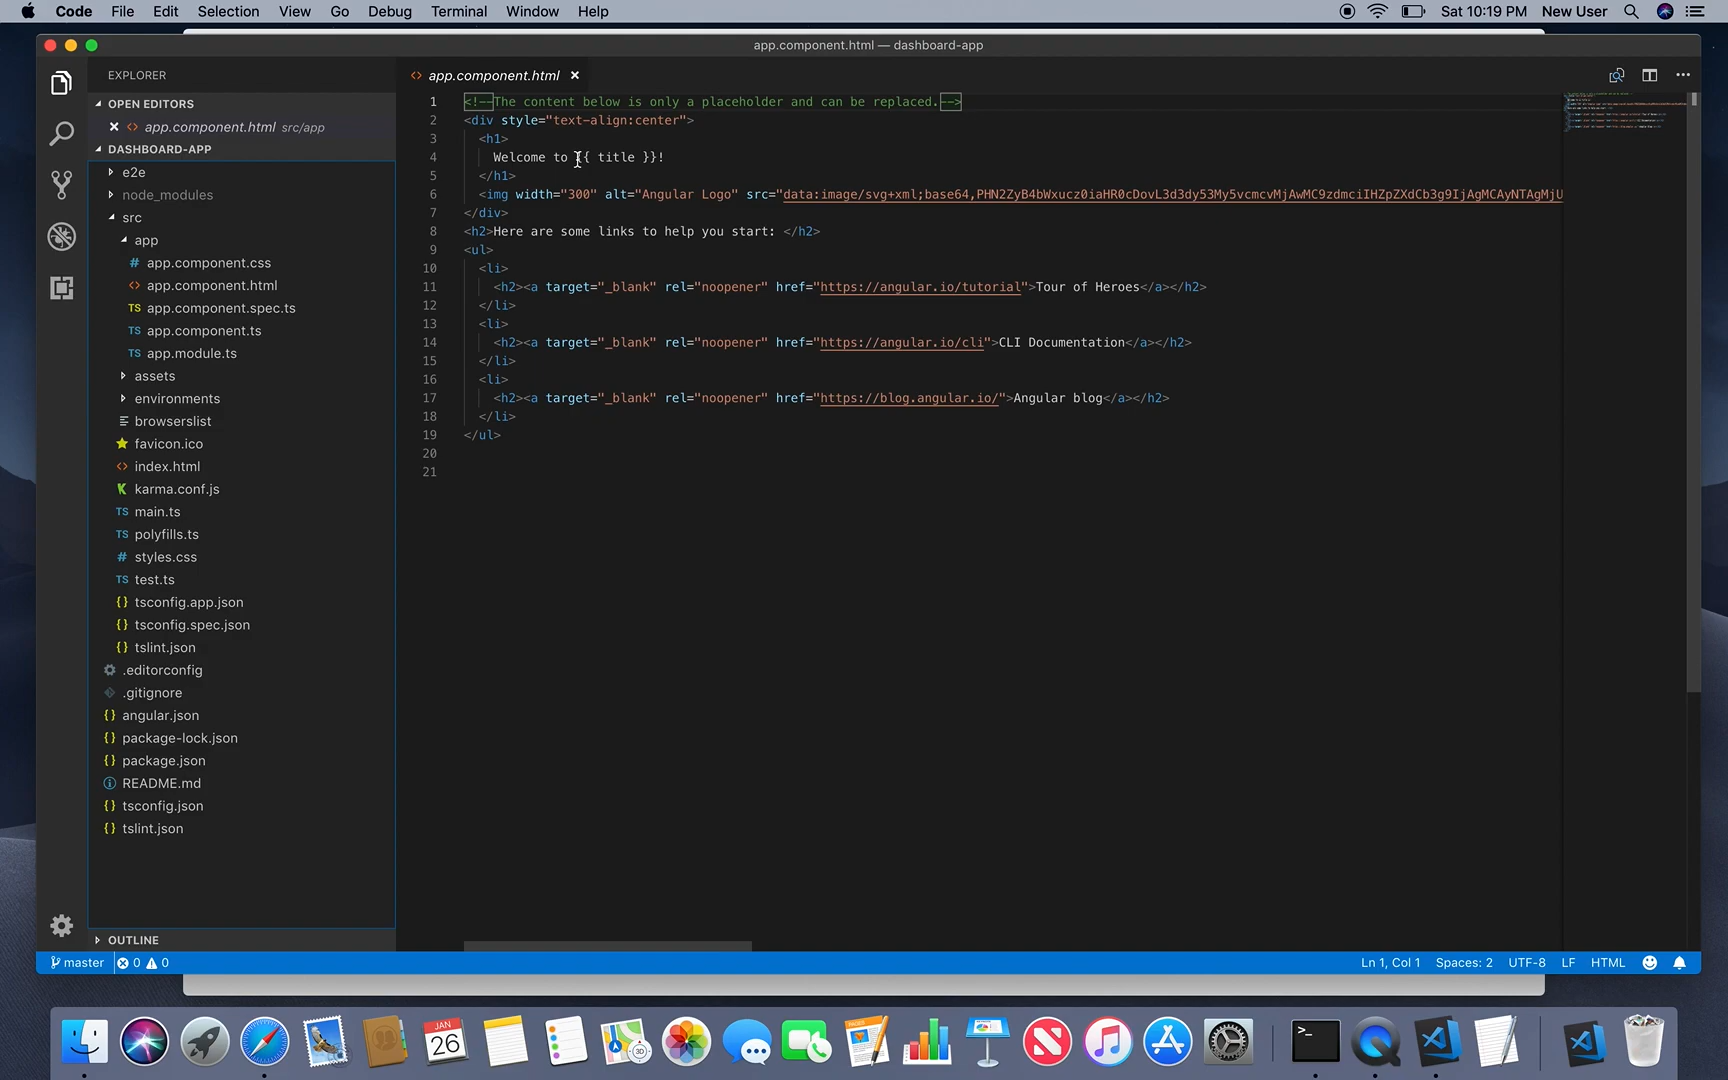 Code File Edit Selection View Go Debug Terminal Window Help Sat 10:19 PM New User
app.component.html — dashboard-app
EXPLORER
OPEN EDITORS
app.component.html src/app
DASHBOARD-APP
e2e
node_modules
src
app
# app.component.css
<> app.component.html
TS app.component.spec.ts
TS app.component.ts
TS app.module.ts
assets
environments
browserslist
favicon.ico
<> index.html
karma.conf.js
TS main.ts
TS polyfills.ts
# styles.css
TS test.ts
{} tsconfig.app.json
{} tsconfig.spec.json
{} tslint.json
.editorconfig
.gitignore
{} angular.json
{} package-lock.json
{} package.json
README.md
{} tsconfig.json
{} tslint.json
OUTLINE
<> app.component.html
1 <!--The content below is only a placeholder and can be replaced.-->
2 <div style="text-align:center">
3 <h1>
4 Welcome to {{ title }}!
5 </h1>
6 <img width="300" alt="Angular Logo" src="data:image/svg+xml;base64,
7 </div>
8 <h2>Here are some links to help you start: </h2>
9 <ul>
10 <li>
11 <h2><a target="_blank" rel="noopener" href="https://angular.io/tutorial">Tour of Heroes</a></h2>
12 </li>
13 <li>
14 <h2><a target="_blank" rel="noopener" href="https://angular.io/cli">CLI Documentation</a></h2>
15 </li>
16 <li>
17 <h2><a target="_blank" rel="noopener" href="https://blog.angular.io/">Angular blog</a></h2>
18 </li>
19 </ul>
20
21
master 0 0 Ln 1, Col 1 Spaces: 2 UTF-8 LF HTML
JAN
26
3D
>_